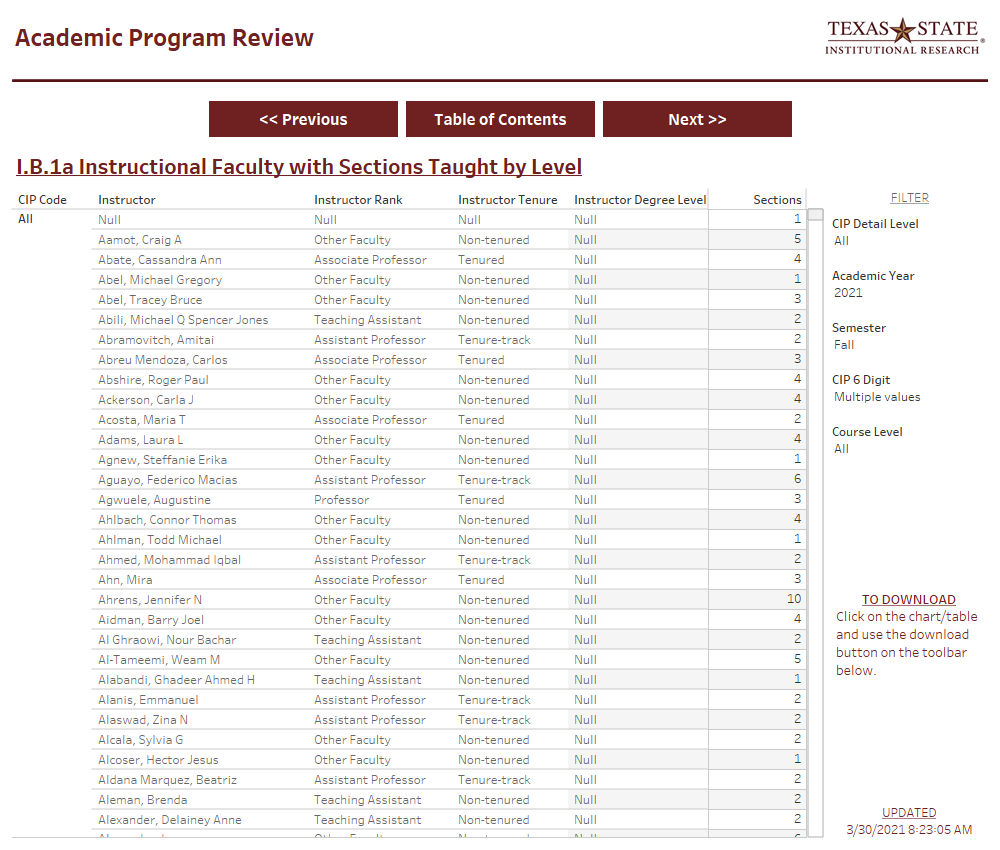 Academic Program Review
TEXAS STATE
INSTITUTIONAL RESEARCH
<< Previous
Table of Contents
Next >>
I.B.1a Instructional Faculty with Sections Taught by Level
CIP Code Instructor Instructor Rank Instructor Tenure Instructor Degree Level Sections
All Null Null Null Null 1
Aamot, Craig A Other Faculty Non-tenured Null 5
Abate, Cassandra Ann Associate Professor Tenured Null 4
Abel, Michael Gregory Other Faculty Non-tenured Null 1
Abel, Tracey Bruce Other Faculty Non-tenured Null 3
Abili, Michael Q Spencer Jones Teaching Assistant Non-tenured Null 2
Abramovitch, Amitai Assistant Professor Tenure-track Null 2
Abreu Mendoza, Carlos Associate Professor Tenured Null 3
Abshire, Roger Paul Other Faculty Non-tenured Null 4
Ackerson, Carla J Other Faculty Non-tenured Null 4
Acosta, Maria T Associate Professor Tenured Null 2
Adams, Laura L Other Faculty Non-tenured Null 4
Agnew, Steffanie Erika Other Faculty Non-tenured Null 1
Aguayo, Federico Macias Assistant Professor Tenure-track Null 6
Agwuele, Augustine Professor Tenured Null 3
Ahlbach, Connor Thomas Other Faculty Non-tenured Null 4
Ahlman, Todd Michael Other Faculty Non-tenured Null 1
Ahmed, Mohammad Iqbal Assistant Professor Tenure-track Null 2
Ahn, Mira Associate Professor Tenured Null 3
Ahrens, Jennifer N Other Faculty Non-tenured Null 10
Aidman, Barry Joel Other Faculty Non-tenured Null 4
Al Ghraowi, Nour Bachar Teaching Assistant Non-tenured Null 2
Al-Tameemi, Weam M Other Faculty Non-tenured Null 5
Alabandi, Ghadeer Ahmed H Teaching Assistant Non-tenured Null 1
Alanis, Emmanuel Assistant Professor Tenure-track Null 2
Alaswad, Zina N Assistant Professor Tenure-track Null 2
Alcala, Sylvia G Other Faculty Non-tenured Null 2
Alcoser, Hector Jesus Other Faculty Non-tenured Null 1
Aldana Marquez, Beatriz Assistant Professor Tenure-track Null 2
Aleman, Brenda Teaching Assistant Non-tenured Null 2
Alexander, Delainey Anne Teaching Assistant Non-tenured Null 2
FILTER
CIP Detail Level
All
Academic Year
2021
Semester
Fall
CIP 6 Digit
Multiple values
Course Level
All
TO DOWNLOAD
Click on the chart/table
and use the download
button on the toolbar
below.
UPDATED
3/30/2021 8:23:05 AM